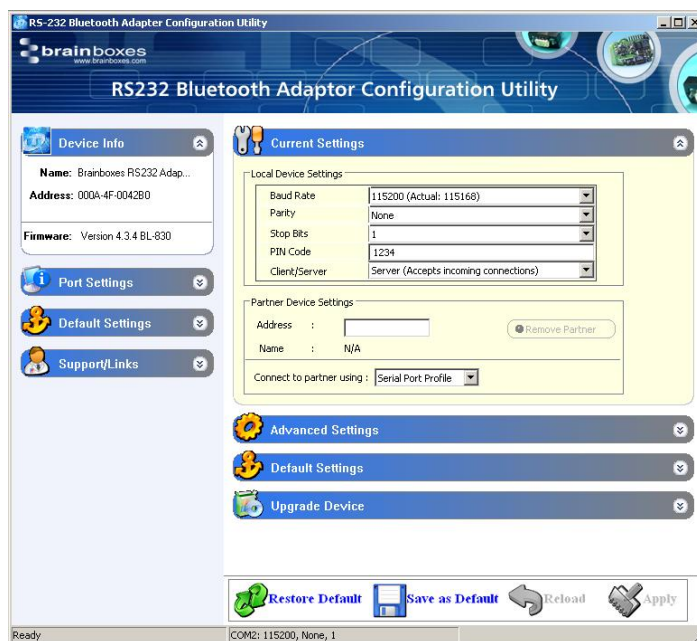 RS-232 Bluetooth Adapter Configuration Utility
brainboxes
www.brainboxes.com
RS232 Bluetooth Adaptor Configuration Utility
Device Info
Name: Brainboxes RS232 Adap...
Address: 000A-4F-0042B0
Firmware: Version 4.3.4 BL-830
Port Settings
Default Settings
Support/Links
Current Settings
Local Device Settings
Baud Rate 115200 (Actual: 115168)
Parity None
Stop Bits 1
PIN Code 1234
Client/Server Server (Accepts incoming connections)
Partner Device Settings
Address :
Remove Partner
Name : N/A
Connect to partner using : Serial Port Profile
Advanced Settings
Default Settings
Upgrade Device
Restore Default Save as Default Reload Apply
Ready COM2: 115200, None, 1